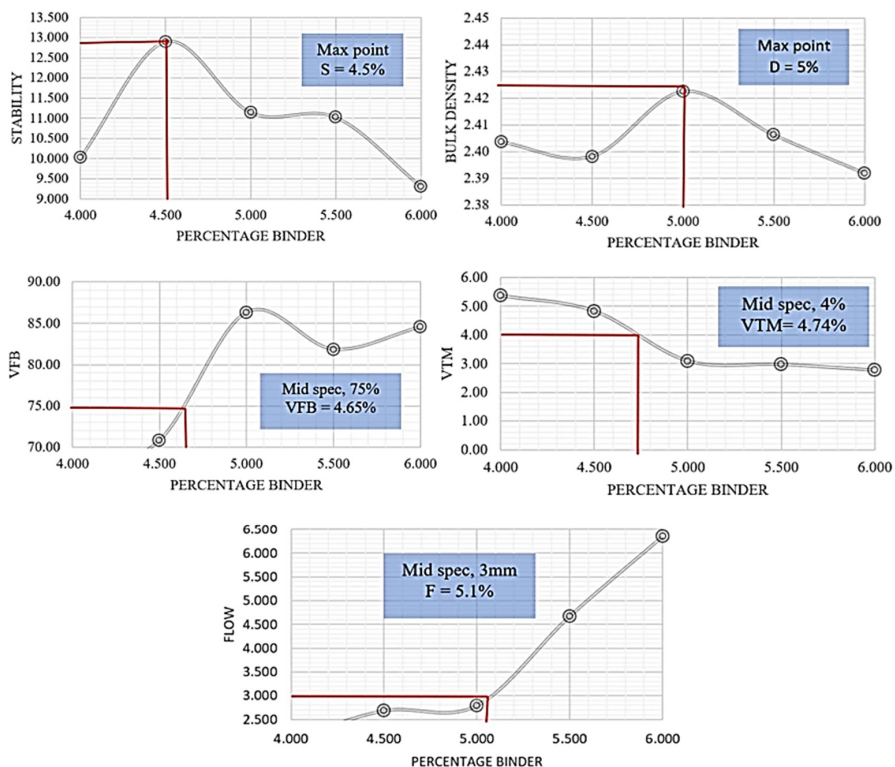 STABILITY
13.500
13.000
12.500
12.000
11.500
11.000
10.500
10.000
9.500
9.000
4.000 4.500 5.000 5.500 6.000
PERCENTAGE BINDER
Max point
S = 4.5%
BULK DENSITY
2.45
2.44
2.43
2.42
2.41
2.40
2.39
2.38
4.000 4.500 5.000 5.500 6.000
PERCENTAGE BINDER
Max point
D = 5%
VFB
90.00
85.00
80.00
75.00
70.00
4.000 4.500 5.000 5.500 6.000
PERCENTAGE BINDER
Mid spec, 75%
VFB = 4.65%
VTM
6.00
5.00
4.00
3.00
2.00
1.00
0.00
4.000 4.500 5.000 5.500 6.000
PERCENTAGE BINDER
Mid spec, 4%
VTM= 4.74%
FLOW
6.500
6.000
5.500
5.000
4.500
4.000
3.500
3.000
2.500
4.000 4.500 5.000 5.500 6.000
PERCENTAGE BINDER
Mid spec, 3mm
F = 5.1%